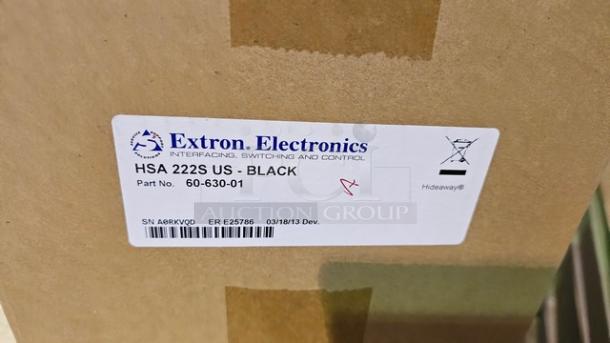 Extron. Electronics
INTERFACING, SWITCHING AND CONTROL
HSA 222S US - BLACK
Part No. 60-630-01
A
Hideaway®
AUCTION GROUP
SN A0RKVQD ER E25786 03/18/13 Dev.